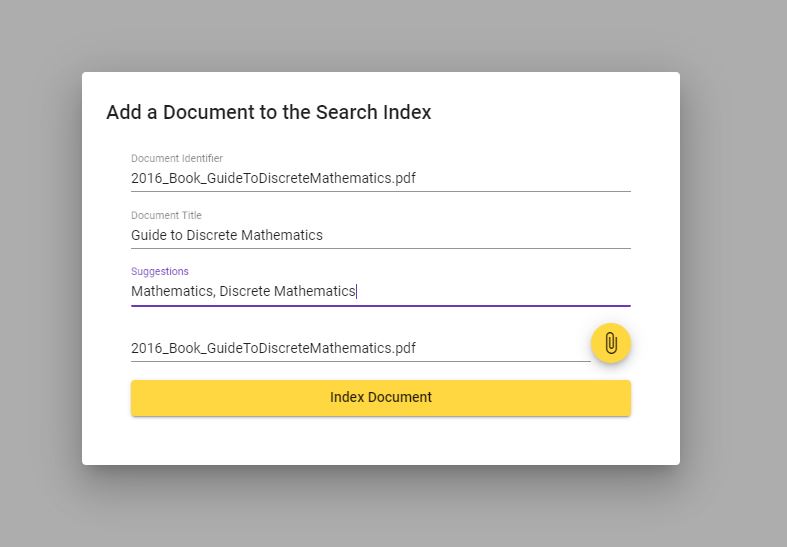 Add a Document to the Search Index
Document Identifier
2016_Book_GuideToDiscreteMathematics.pdf
Document Title
Guide to Discrete Mathematics
Suggestions
Mathematics, Discrete Mathematics
2016_Book_GuideToDiscreteMathematics.pdf
Index Document